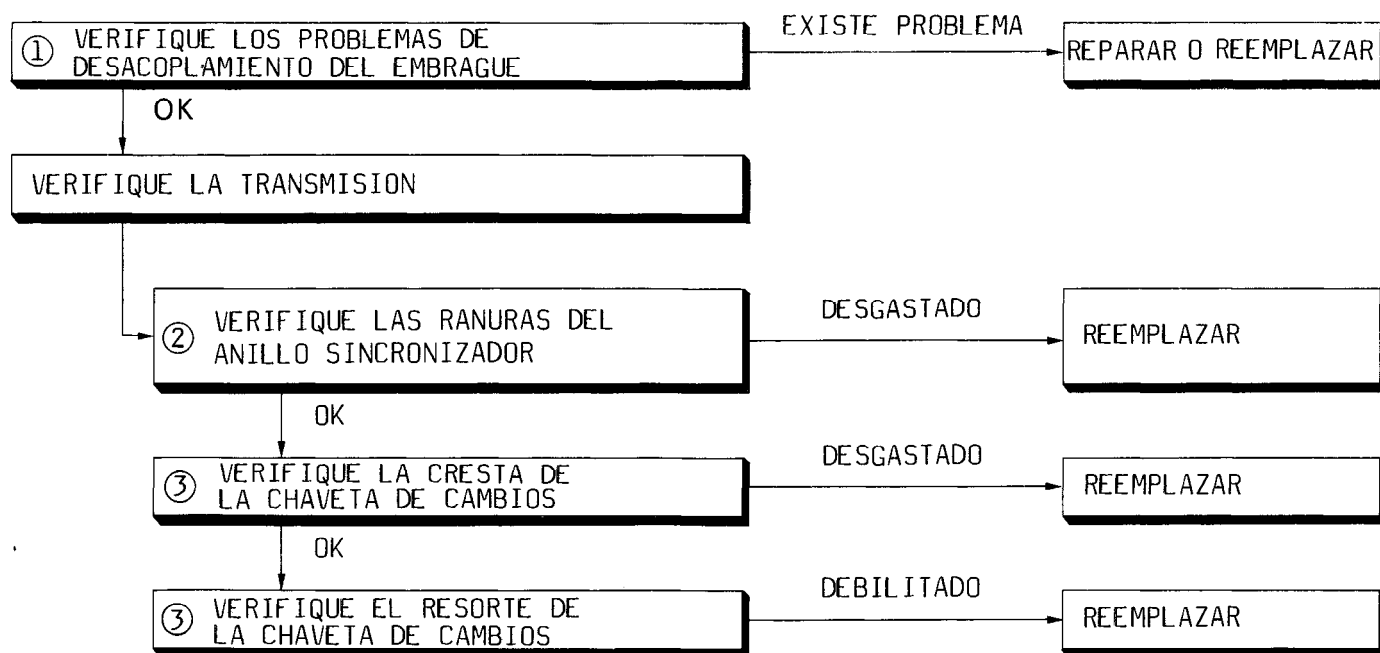 ① VERIFIQUE LOS PROBLEMAS DE
DESACOPLAMIENTO DEL EMBRAGUE
EXISTE PROBLEMA
REPARAR O REEMPLAZAR
OK
VERIFIQUE LA TRANSMISION
② VERIFIQUE LAS RANURAS DEL
ANILLO SINCRONIZADOR
DESGASTADO
REEMPLAZAR
OK
③ VERIFIQUE LA CRESTA DE
LA CHAVETA DE CAMBIOS
DESGASTADO
REEMPLAZAR
OK
③ VERIFIQUE EL RESORTE DE
LA CHAVETA DE CAMBIOS
DEBILITADO
REEMPLAZAR